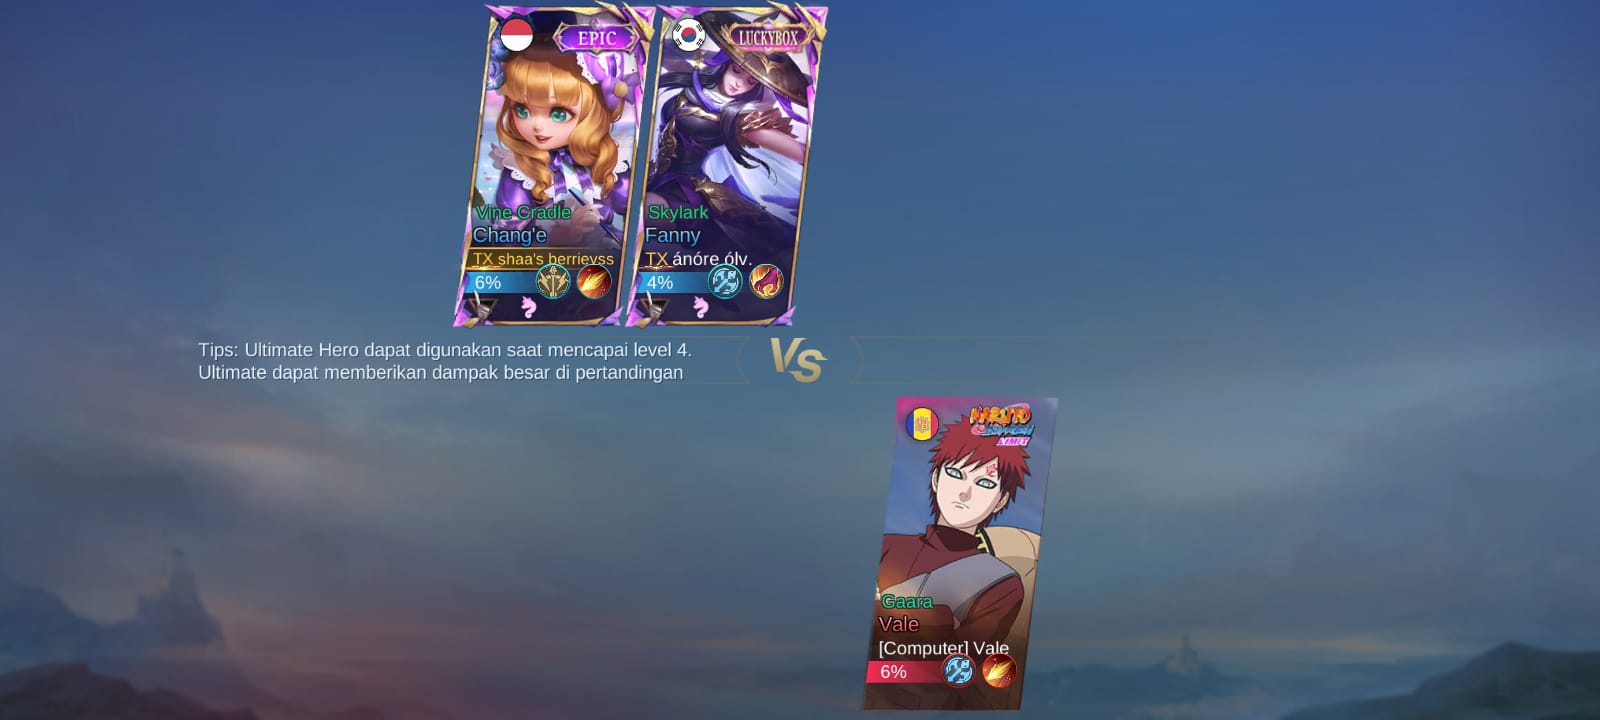 EPIC
Vine Cradle
Chang'e
TX shaa's berrieyss
6%
LUCKYBOX
Skylark
Fanny
TX ánóre ólv.
4%
Tips: Ultimate Hero dapat digunakan saat mencapai level 4.
Ultimate dapat memberikan dampak besar di pertandingan
VS
NARUTO
LIMIT
Gaara
Vale
[Computer] Vale
6%